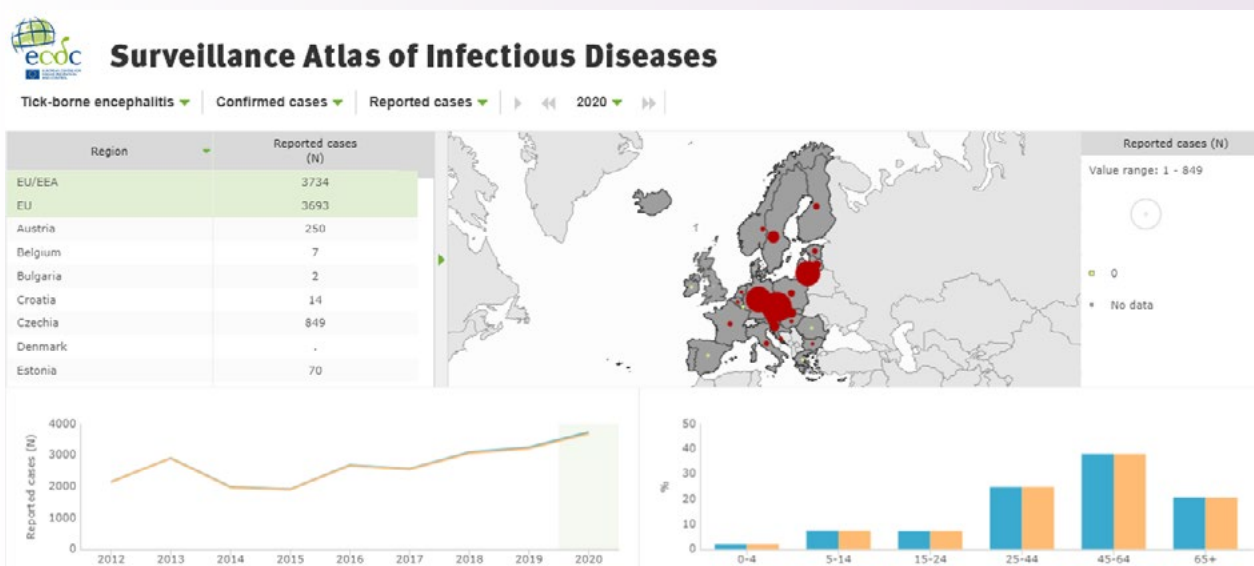 ecdc
Surveillance Atlas of Infectious Diseases
Tick-borne encephalitis Confirmed cases Reported cases 2020
Region Reported cases
(N)
EU/EEA 3734
EU 3693
Austria 250
Belgium 7
Bulgaria 2
Croatia 14
Czechia 849
Denmark .
Estonia 70
Reported cases (N)
Value range: 1 - 849
0
No data
Reported cases (N)
4000
3000
2000
1000
0
2012 2013 2014 2015 2016 2017 2018 2019 2020
%
50
40
30
20
10
0
0-4 5-14 15-24 25-44 45-64 65+